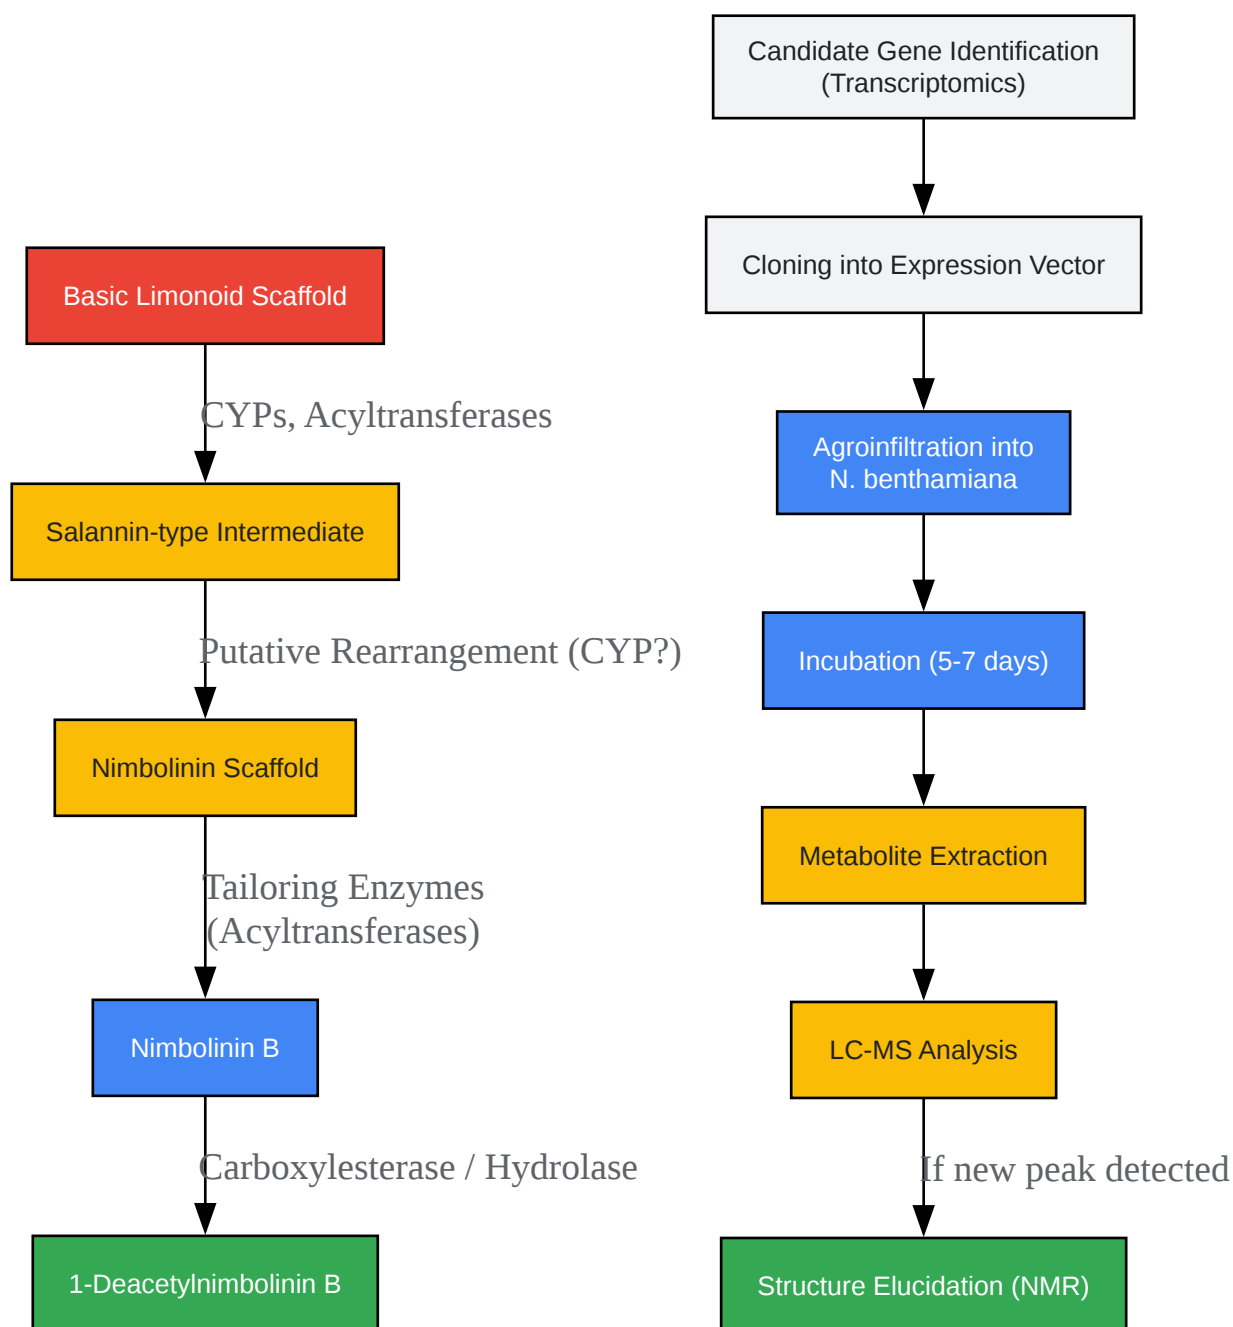 Basic Limonoid Scaffold
CYPs, Acyltransferases
Salannin-type Intermediate
Putative Rearrangement (CYP?)
Nimbolinin Scaffold
Tailoring Enzymes
(Acyltransferases)
Nimbolinin B
Carboxylesterase / Hydrolase
1-Deacetylnimbolinin B
Candidate Gene Identification
(Transcriptomics)
Cloning into Expression Vector
Agroinfiltration into
N. benthamiana
Incubation (5-7 days)
Metabolite Extraction
LC-MS Analysis
If new peak detected
Structure Elucidation (NMR)